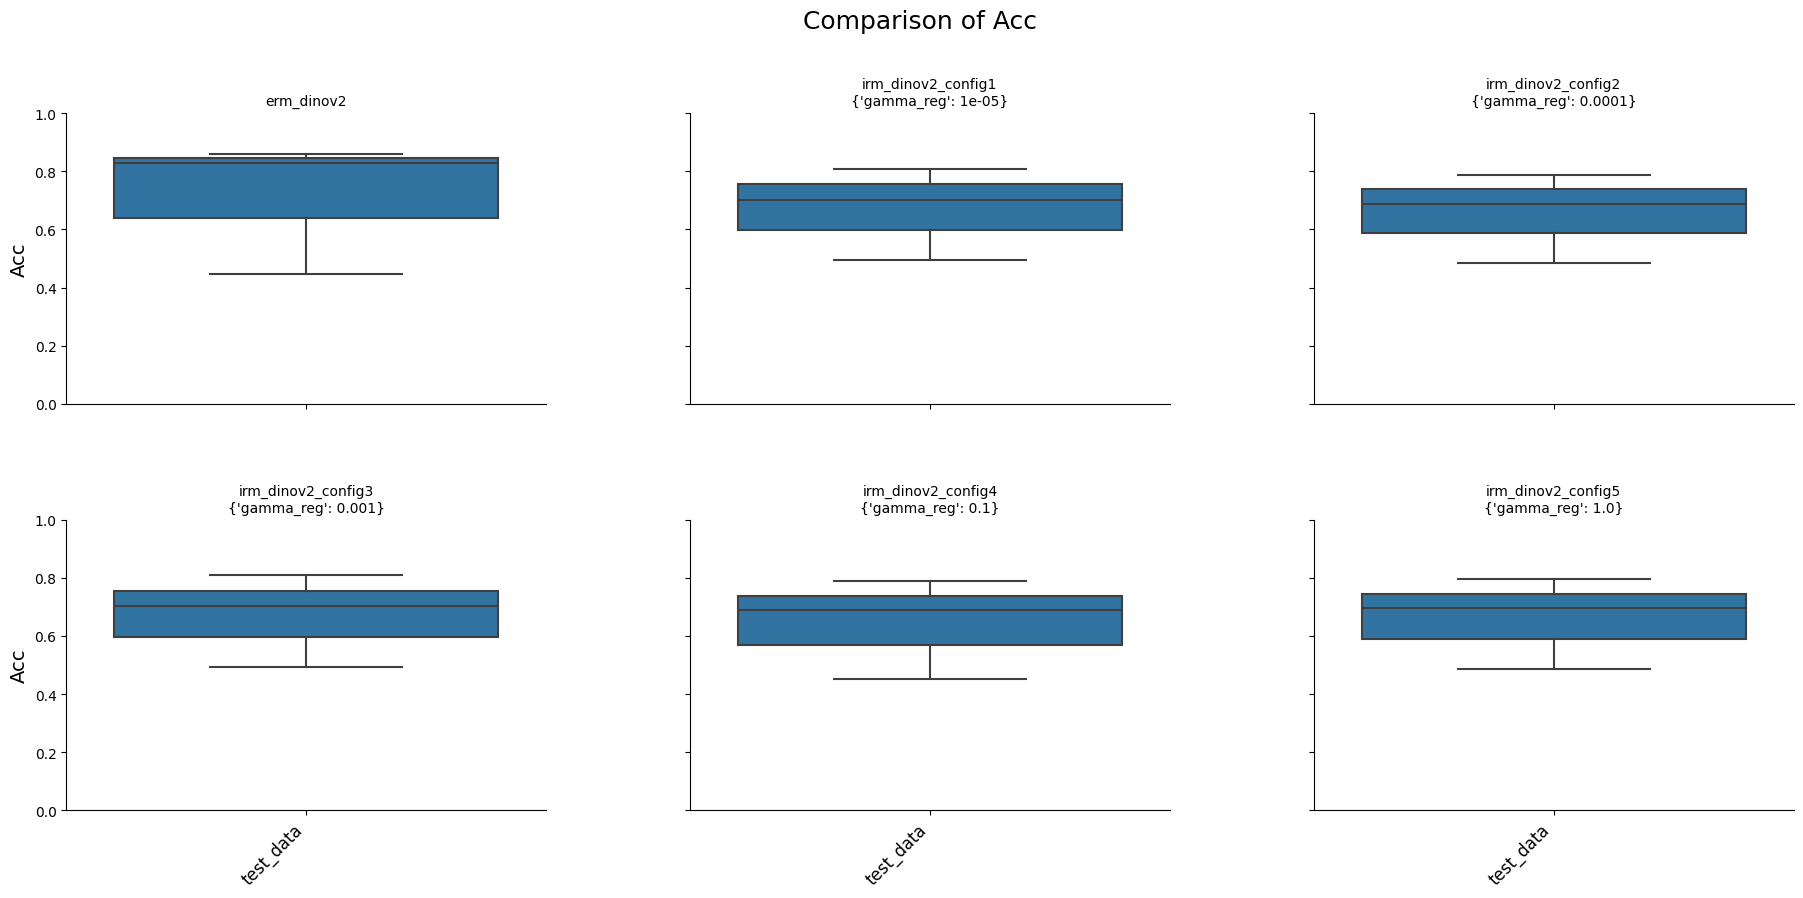 Comparison of Acc
erm_dinov2
irm_dinov2_config1
{'gamma_reg': 1e-05}
irm_dinov2_config2
{'gamma_reg': 0.0001}
1.0
0.8
0.6
0.4
0.2
0.0
Acc
irm_dinov2_config3
{'gamma_reg': 0.001}
irm_dinov2_config4
{'gamma_reg': 0.1}
irm_dinov2_config5
{'gamma_reg': 1.0}
1.0
0.8
0.6
0.4
0.2
0.0
Acc
test_data
test_data
test_data